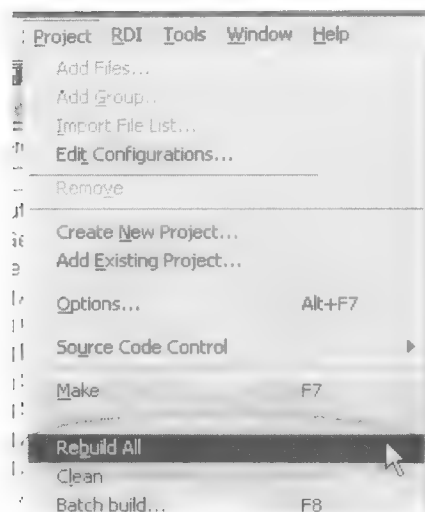 Project RDI Tools Window Help
Add Files...
Add Group..
Import File List...
Edit Configurations...
Remove
Create New Project...
Add Existing Project...
Options... Alt+F7
Source Code Control
Make F7
Rebuild All
Clean
Batch build... F8